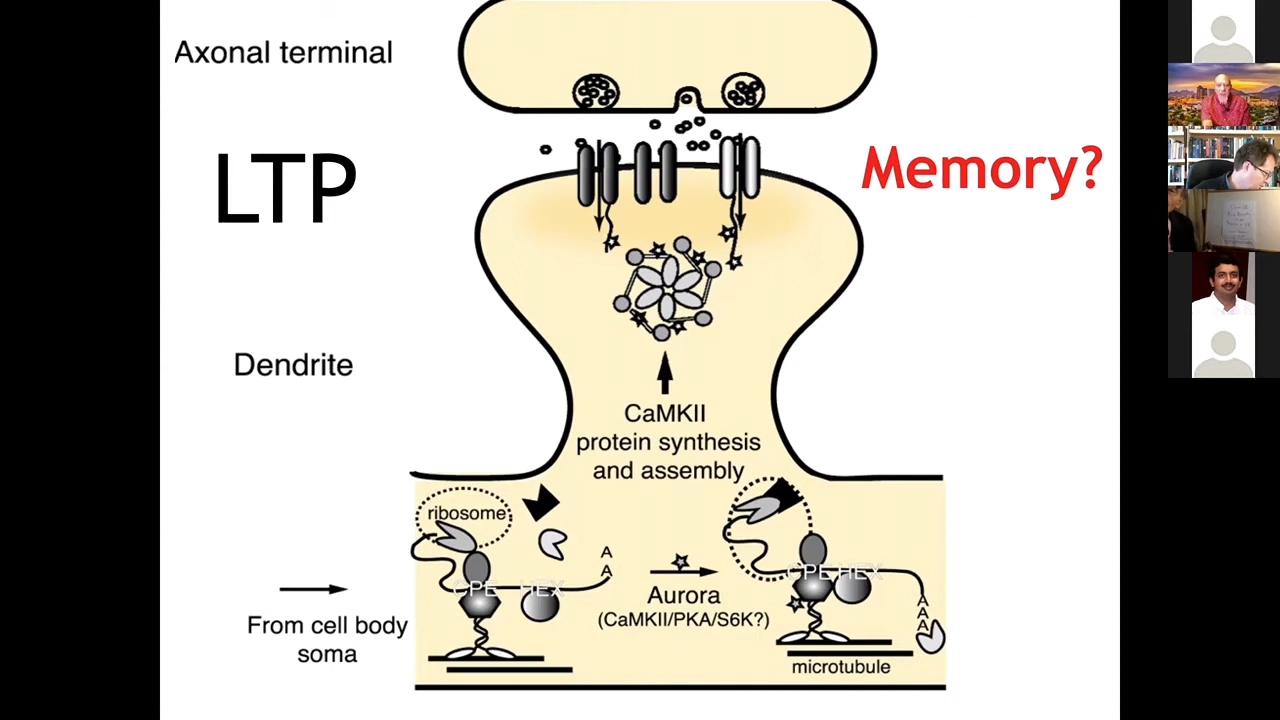 Axonal terminal
LTP
Memory?
Dendrite
CaMKII
protein synthesis
and assembly
ribosome
A
A
CPE HEX
CPE HEX
Aurora
(CaMKII/PKA/S6K?)
A
A
A
From cell body
soma
microtubule